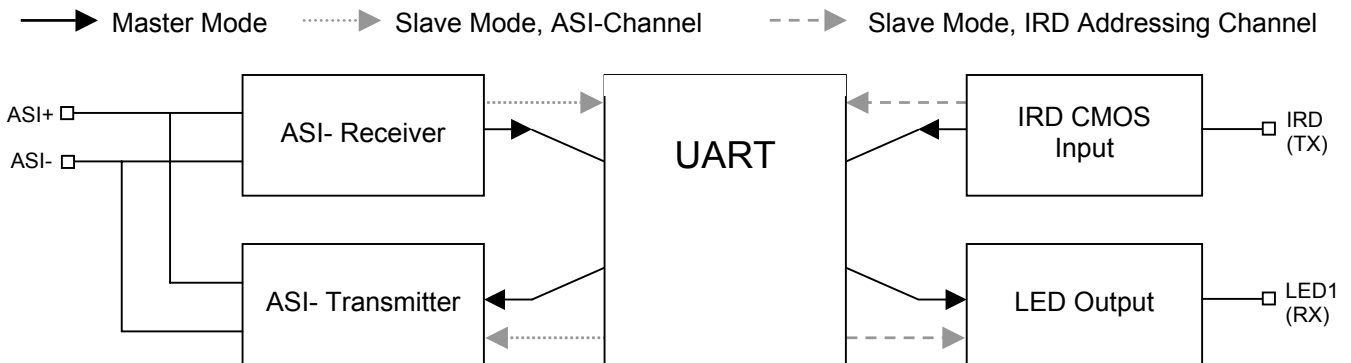 Master Mode
Slave Mode, ASI-Channel
Slave Mode, IRD Addressing Channel
ASI+
ASI-
ASI- Receiver
UART
IRD CMOS
Input
IRD
(TX)
ASI- Transmitter
LED Output
LED1
(RX)